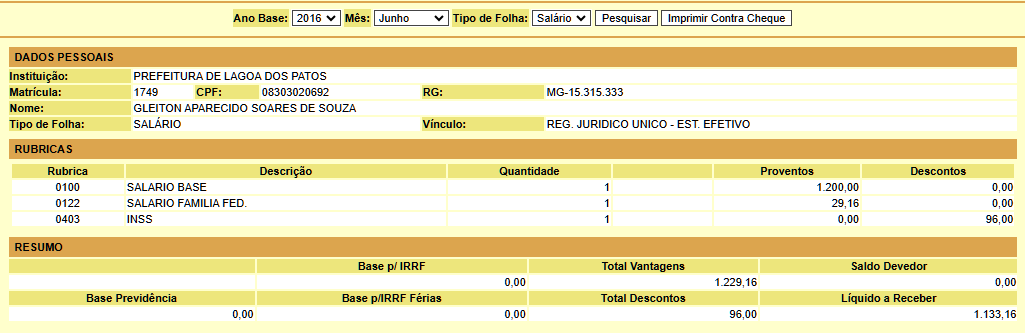 Ano Base: 2016 Mês: Junho Tipo de Folha: Salário Pesquisar Imprimir Contra Cheque
DADOS PESSOAIS
Instituição: PREFEITURA DE LAGOA DOS PATOS
Matrícula: 1749 CPF: 08303020692 RG: MG-15.315.333
Nome: GLEITON APARECIDO SOARES DE SOUZA
Tipo de Folha: SALÁRIO Vínculo: REG. JURIDICO UNICO - EST. EFETIVO
RUBRICAS
Rubrica Descrição Quantidade Proventos Descontos
0100 SALARIO BASE 1 1.200,00 0,00
0122 SALARIO FAMILIA FED. 1 29,16 0,00
0403 INSS 1 0,00 96,00
RESUMO
Base p/ IRRF Total Vantagens Saldo Devedor
0,00 1.229,16 0,00
Base Previdência Base p/IRRF Férias Total Descontos Líquido a Receber
0,00 0,00 96,00 1.133,16